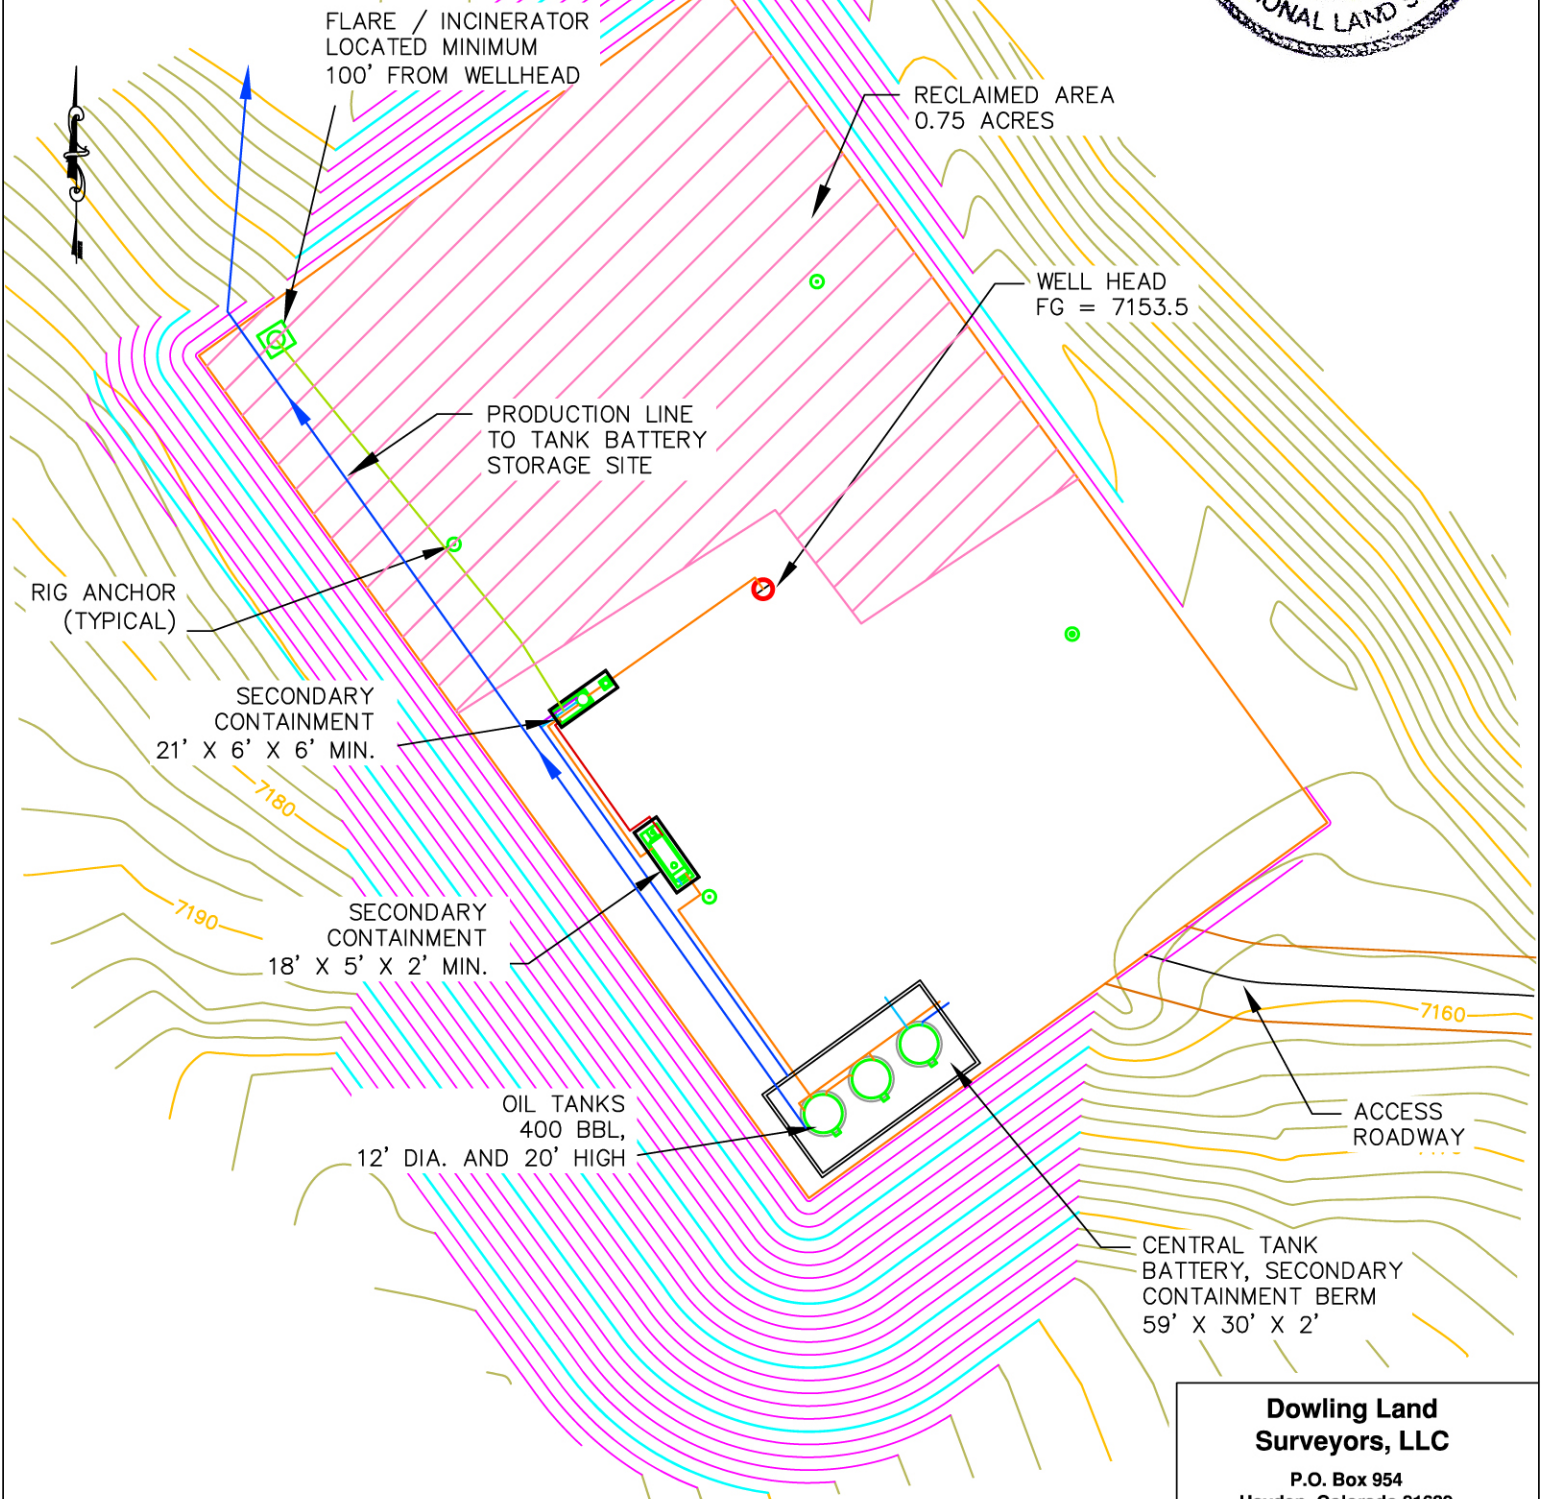 FLARE / INCINERATOR
LOCATED MINIMUM
100' FROM WELLHEAD
IONAL LAND S
RECLAIMED AREA
0.75 ACRES
WELL HEAD
FG = 7153.5
PRODUCTION LINE
TO TANK BATTERY
STORAGE SITE
RIG ANCHOR
(TYPICAL)
SECONDARY
CONTAINMENT
21' X 6' X 6' MIN.
7180
7190
SECONDARY
CONTAINMENT
18' X 5' X 2' MIN.
7160
OIL TANKS
400 BBL,
12' DIA. AND 20' HIGH
ACCESS
ROADWAY
CENTRAL TANK
BATTERY, SECONDARY
CONTAINMENT BERM
59' X 30' X 2'
Dowling Land
Surveyors, LLC
P.O. Box 954